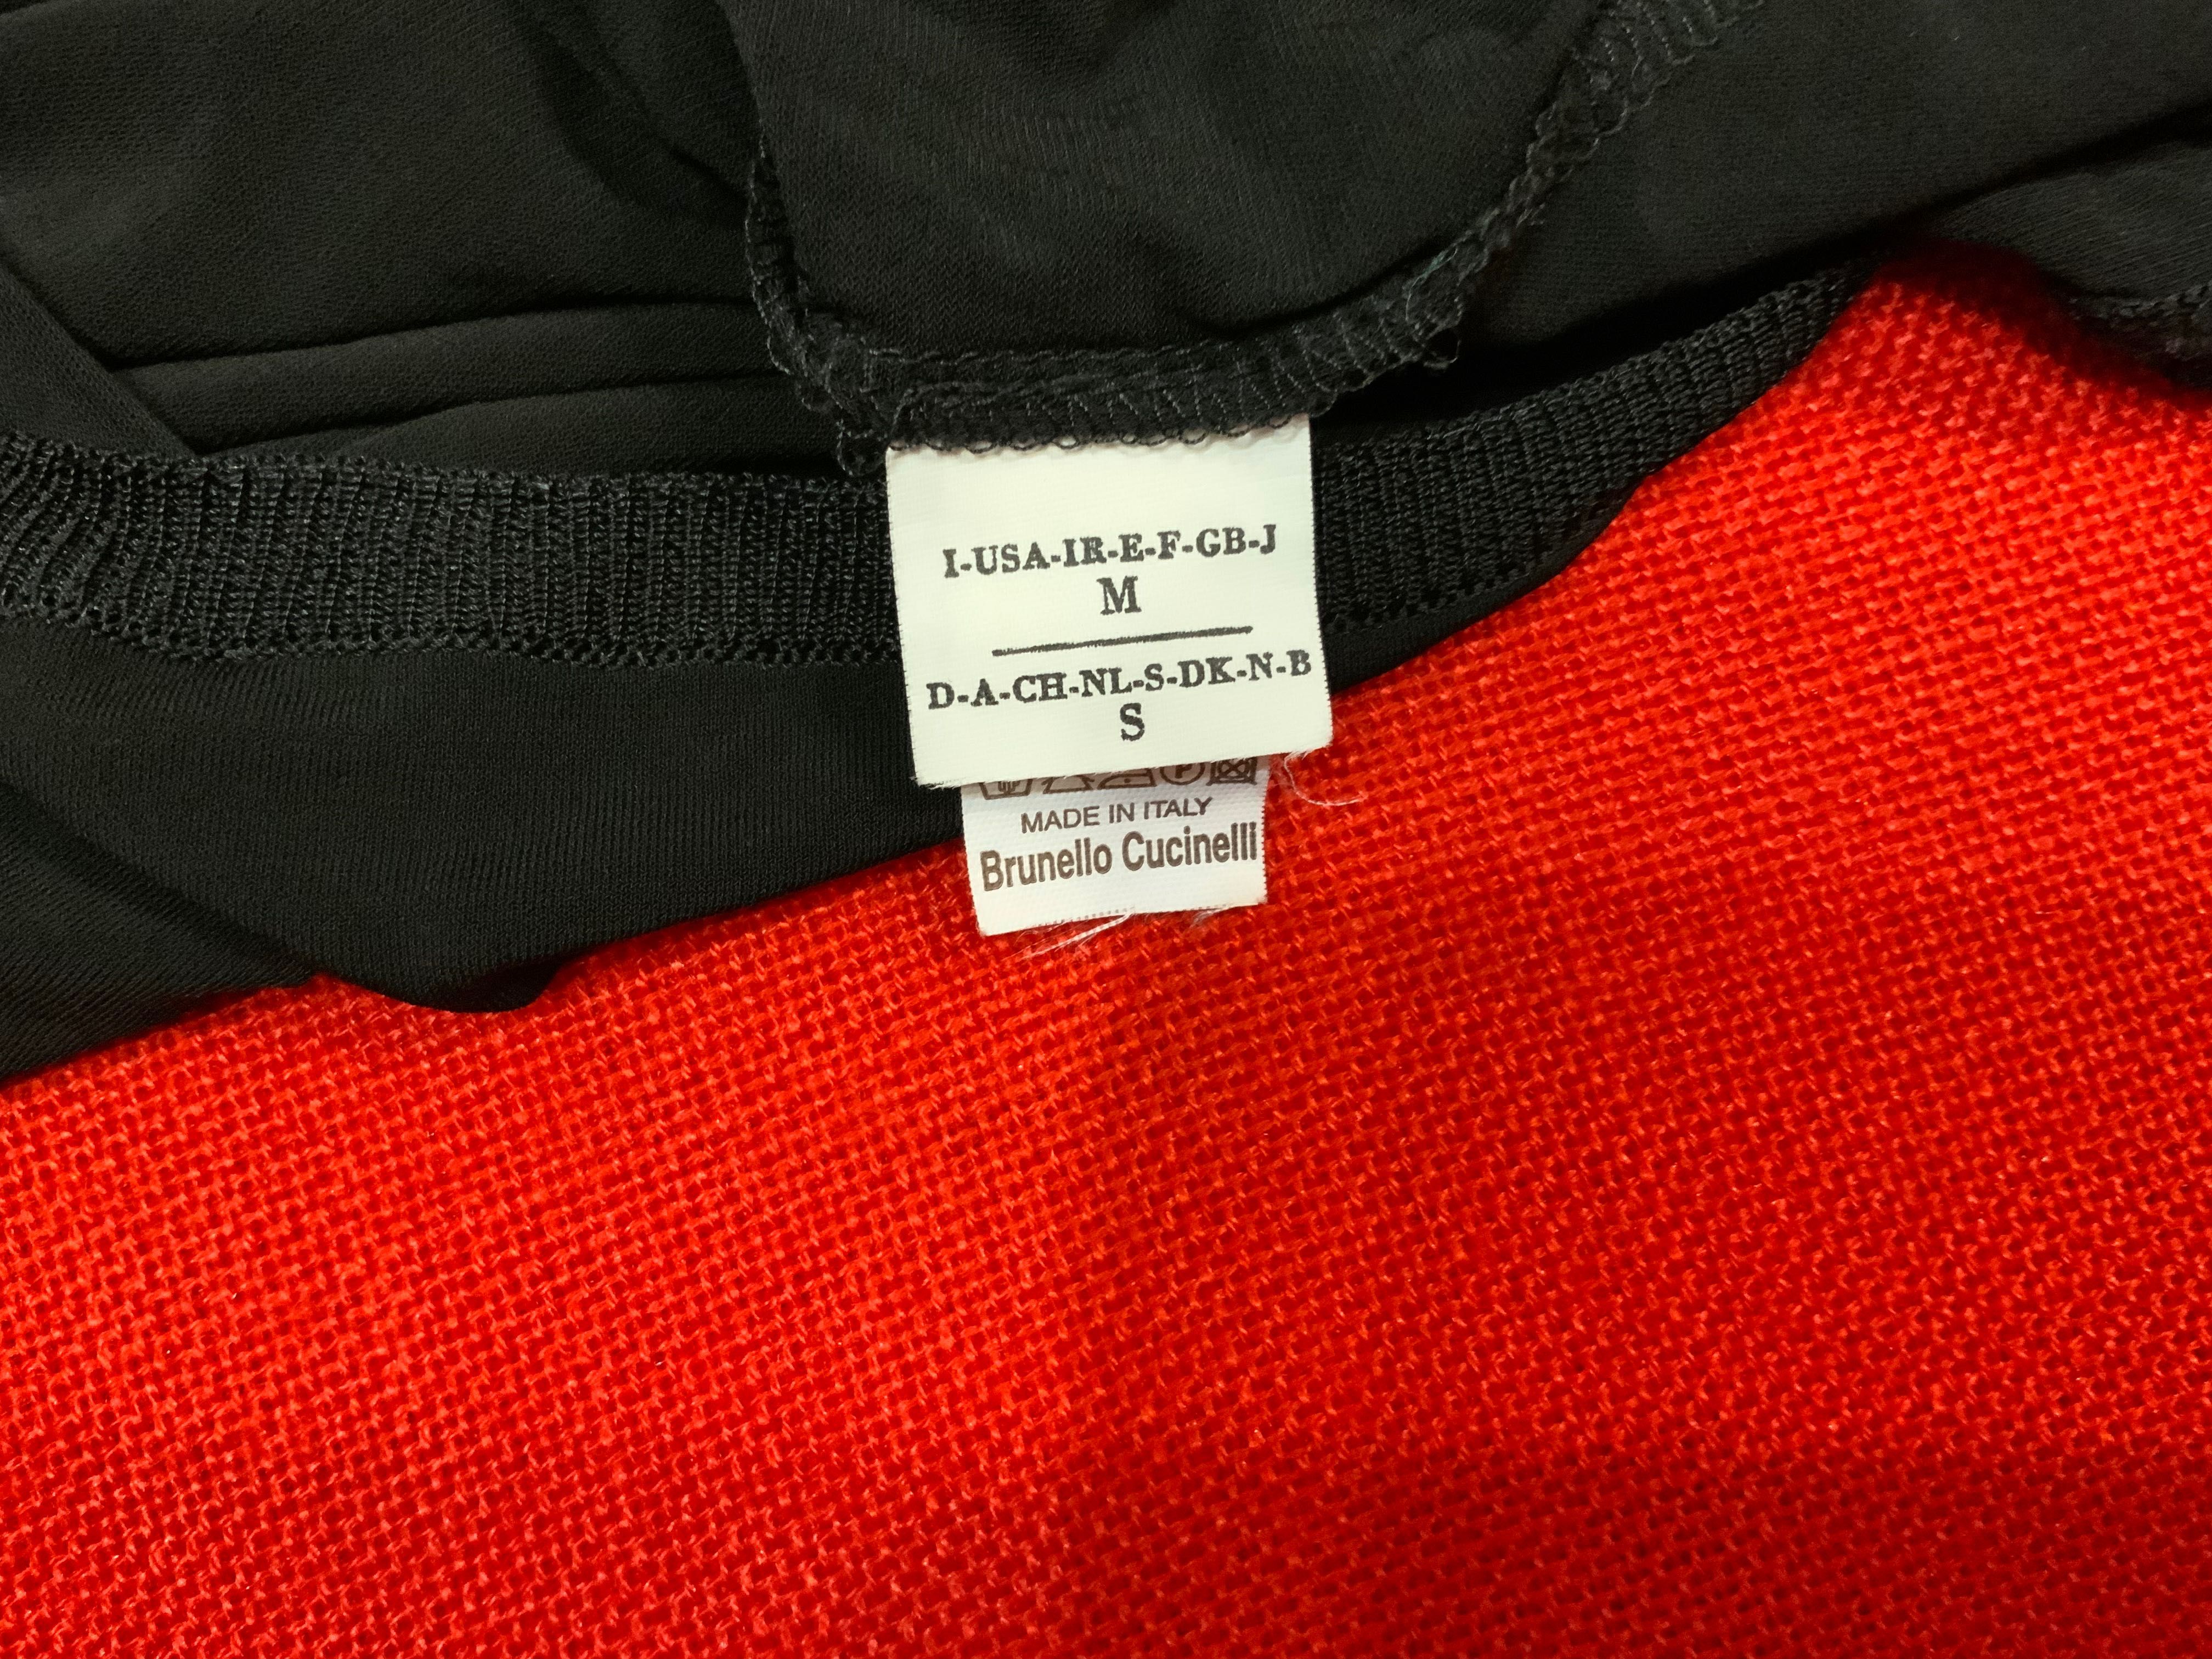 I-USA-IR-E-F-GB-J
M
D-A-CH-NL-S-DK-N-B
S
MADE IN ITALY
Brunello Cucinelli